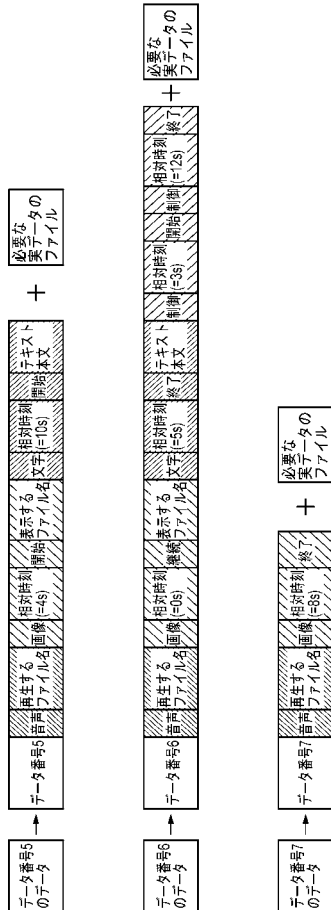 データ番号5
のデータ
データ番号5
音声
再生する
ファイル名
画像
相対時刻
(=4s)
開始
表示する
ファイル名
文字
相対時刻
(=10s)
開始
テキスト
本文
+
必要な
実データの
ファイル
データ番号6
のデータ
データ番号6
音声
再生する
ファイル名
画像
相対時刻
(=0s)
継続
表示する
ファイル名
文字
相対時刻
(=5s)
終了
テキスト
本文
制御
相対時刻
(=3s)
開始
制御
相対時刻
(=12s)
終了
+
必要な
実データの
ファイル
データ番号7
のデータ
データ番号7
音声
再生する
ファイル名
画像
相対時刻
(=8s)
終了
+
必要な
実データの
ファイル